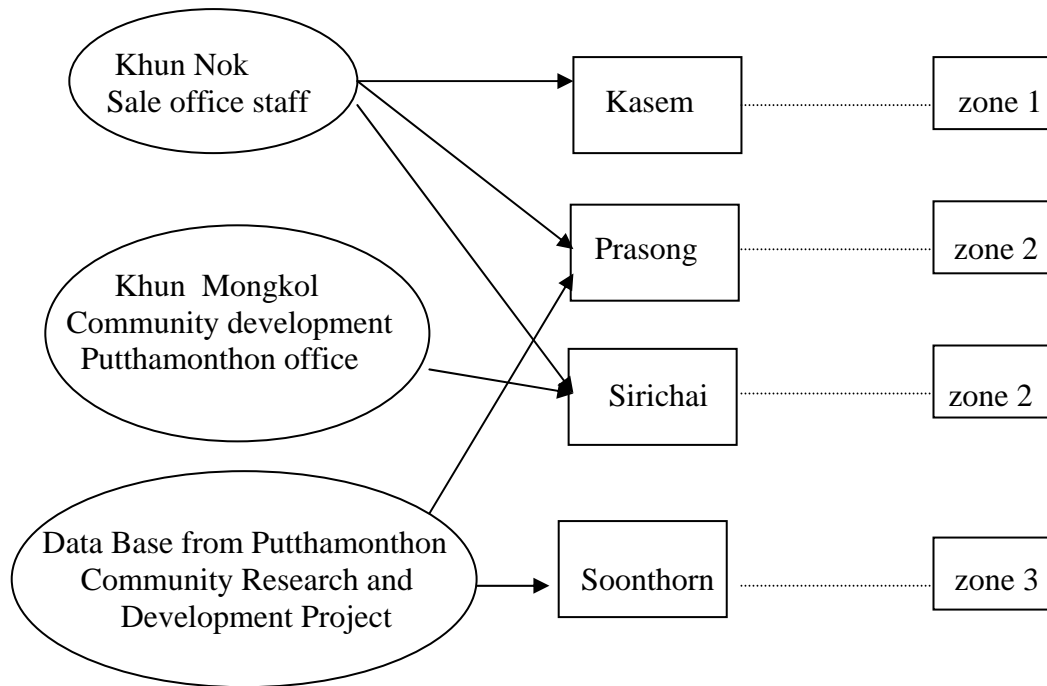 Khun Nok
Sale office staff
Kasem
zone 1
Prasong
zone 2
Khun Mongkol
Community development
Putthamonthon office
Sirichai
zone 2
Data Base from Putthamonthon
Community Research and
Development Project
Soonthorn
zone 3